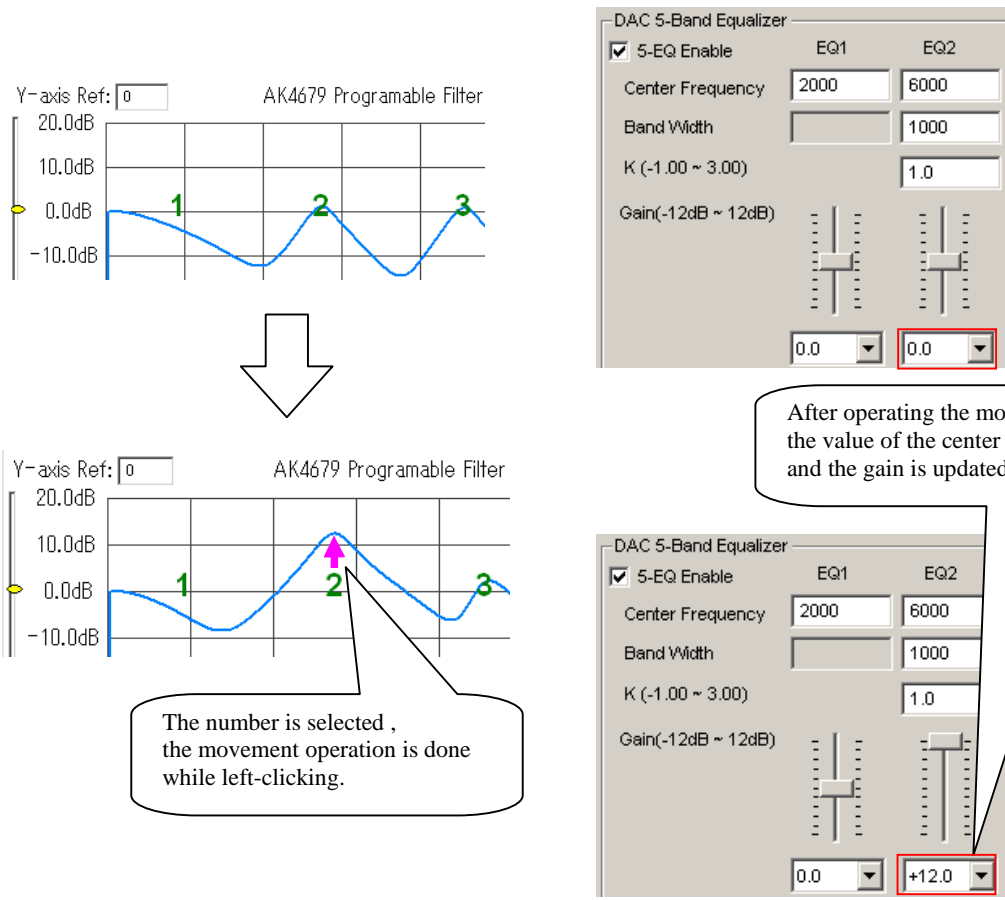 Y-axis Ref: 0
AK4679 Programable Filter
20.0dB
10.0dB
0.0dB
-10.0dB
1 2 3
DAC 5-Band Equalizer
5-EQ Enable EQ1 EQ2
Center Frequency 2000 6000
Band Width 1000
K (-1.00 ~ 3.00) 1.0
Gain(-12dB ~ 12dB)
0.0 0.0
After operating the
the value of the center
and the gain is updated
Y-axis Ref: 0
AK4679 Programable Filter
20.0dB
10.0dB
0.0dB
-10.0dB
1 2 3
The number is selected ,
the movement operation is done
while left-clicking.
DAC 5-Band Equalizer
5-EQ Enable EQ1 EQ2
Center Frequency 2000 6000
Band Width 1000
K (-1.00 ~ 3.00) 1.0
Gain(-12dB ~ 12dB)
0.0 +12.0